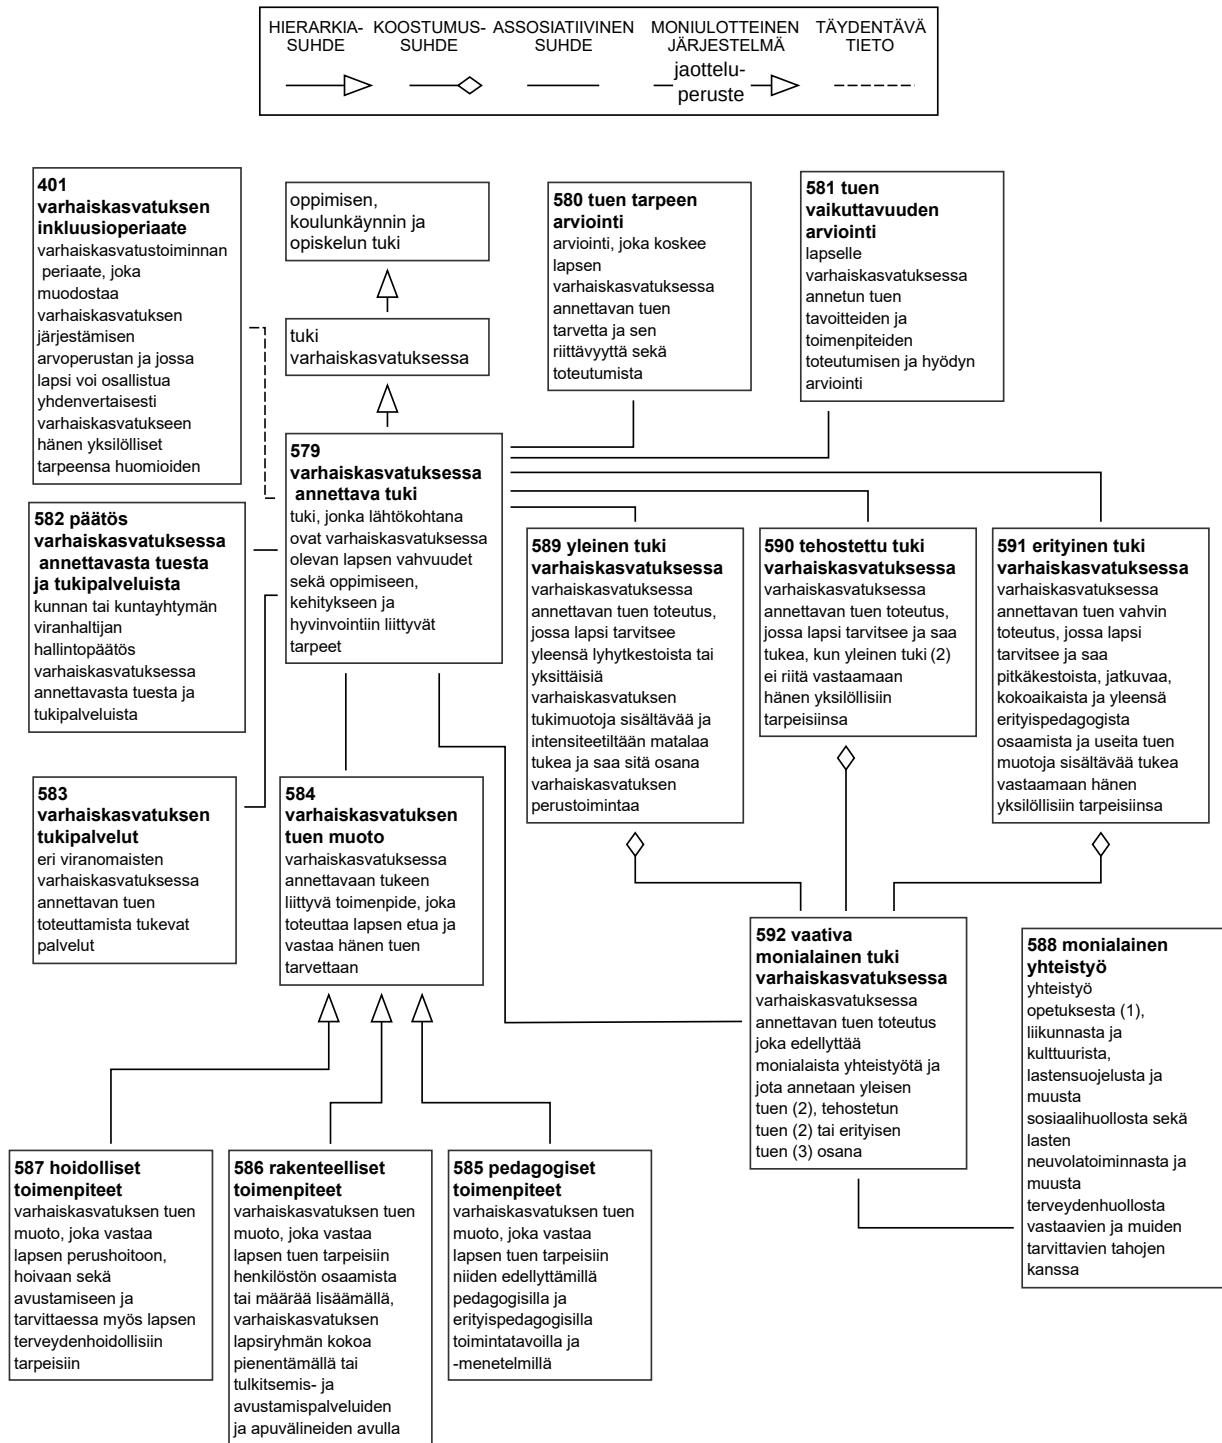 HIERARKIA-
SUHDE
KOOSTUMUS-
SUHDE
ASSOSIATIIVINEN
SUHDE
MONIULOTTEINEN
JÄRJESTELMÄ
jaottelu-
peruste
TÄYDENTÄVÄ
TIETO
401
varhaiskasvatuksen
inkluusioperiaate
varhaiskasvatustoiminnan
periaate, joka
muodostaa
varhaiskasvatuksen
järjestämisen
arvoperustan ja jossa
lapsi voi osallistua
yhdenvertaisesti
varhaiskasvatukseen
hänen yksilölliset
tarpeensa huomioiden
oppimisen,
koulunkäynnin ja
opiskelun tuki
tuki
varhaiskasvatuksessa
580 tuen tarpeen
arviointi
arviointi, joka koskee
lapsen
varhaiskasvatuksessa
annettavan tuen
tarvetta ja sen
riittävyyttä sekä
toteutumista
581 tuen
vaikuttavuuden
arviointi
lapselle
varhaiskasvatuksessa
annetun tuen
tavoitteiden ja
toimenpiteiden
toteutumisen ja hyödyn
arviointi
579
varhaiskasvatuksessa
annettava tuki
tuki, jonka lähtökohtana
ovat varhaiskasvatuksessa
olevan lapsen vahvuudet
sekä oppimiseen,
kehitykseen ja
hyvinvointiin liittyvät
tarpeet
582 päätös
varhaiskasvatuksessa
annettavasta tuesta
ja tukipalveluista
kunnan tai kuntayhtymän
viranhaltijan
hallintopäätös
varhaiskasvatuksessa
annettavasta tuesta ja
tukipalveluista
589 yleinen tuki
varhaiskasvatuksessa
varhaiskasvatuksessa
annettavan tuen toteutus,
jossa lapsi tarvitsee
yleensä lyhytkestoista tai
yksittäisiä
varhaiskasvatuksen
tukimuotoja sisältävää ja
intensiteetiltään matalaa
tukea ja saa sitä osana
varhaiskasvatuksen
perustoimintaa
590 tehostettu tuki
varhaiskasvatuksessa
varhaiskasvatuksessa
annettavan tuen toteutus,
jossa lapsi tarvitsee ja saa
tukea, kun yleinen tuki (2)
ei riitä vastaamaan
hänen yksilöllisiin
tarpeisiinsa
591 erityinen tuki
varhaiskasvatuksessa
varhaiskasvatuksessa
annettavan tuen vahvin
toteutus, jossa lapsi
tarvitsee ja saa
pitkäkestoista, jatkuvaa,
kokoaikaista ja yleensä
erityispedagogista
osaamista ja useita tuen
muotoja sisältävää tukea
vastaamaan hänen
yksilöllisiin tarpeisiinsa
583
varhaiskasvatuksen
tukipalvelut
eri viranomaisten
varhaiskasvatuksessa
annettavan tuen
toteuttamista tukevat
palvelut
584
varhaiskasvatuksen
tuen muoto
varhaiskasvatuksessa
annettavaan tukeen
liittyvä toimenpide, joka
toteuttaa lapsen etua ja
vastaa hänen tuen
tarvettaan
592 vaativa
monialainen tuki
varhaiskasvatuksessa
varhaiskasvatuksessa
annettavan tuen toteutus
joka edellyttää
monialaista yhteistyötä ja
jota annetaan yleisen
tuen (2), tehostetun
tuen (2) tai erityisen
tuen (3) osana
588 monialainen
yhteistyö
yhteistyö
opetuksesta (1),
liikunnasta ja
kulttuurista,
lastensuojelusta ja
muusta
sosiaalihuollosta sekä
lasten
neuvolatoiminnasta ja
muusta
terveydenhuollosta
vastaavien ja muiden
tarvittavien tahojen
kanssa
587 hoidolliset
toimenpiteet
varhaiskasvatuksen tuen
muoto, joka vastaa
lapsen perushoitoon,
hoivaan sekä
avustamiseen ja
tarvittaessa myös lapsen
terveydenhoidollisiin
tarpeisiin
586 rakenteelliset
toimenpiteet
varhaiskasvatuksen tuen
muoto, joka vastaa
lapsen tuen tarpeisiin
henkilöstön osaamista
tai määrää lisäämällä,
varhaiskasvatuksen
lapsiryhmän kokoa
pienentämällä tai
tulkitsemis- ja
avustamispalveluiden
ja apuvälineiden avulla
585 pedagogiset
toimenpiteet
varhaiskasvatuksen tuen
muoto, joka vastaa
lapsen tuen tarpeisiin
niiden edellyttämillä
pedagogisilla ja
erityispedagogisilla
toimintatavoilla ja
-menetelmillä